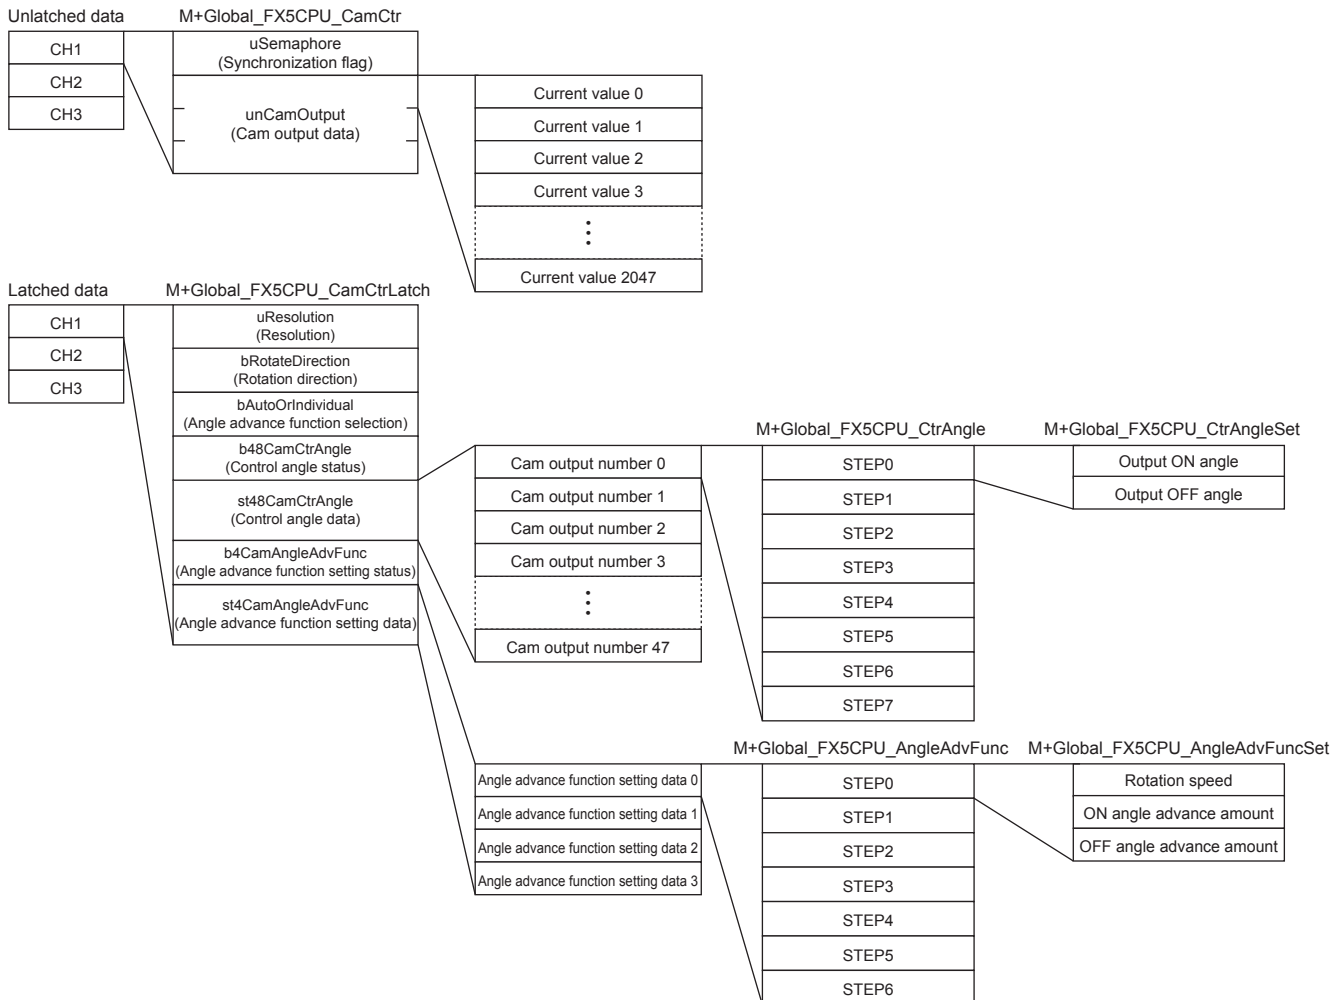 Unlatched data
M+Global_FX5CPU_CamCtr
CH1
CH2
CH3
uSemaphore
(Synchronization flag)
unCamOutput
(Cam output data)
Current value 0
Current value 1
Current value 2
Current value 3
Current value 2047
Latched data
M+Global_FX5CPU_CamCtrLatch
CH1
CH2
CH3
uResolution
(Resolution)
bRotateDirection
(Rotation direction)
bAutoOrIndividual
(Angle advance function selection)
b48CamCtrAngle
(Control angle status)
st48CamCtrAngle
(Control angle data)
b4CamAngleAdvFunc
(Angle advance function setting status)
st4CamAngleAdvFunc
(Angle advance function setting data)
Cam output number 0
Cam output number 1
Cam output number 2
Cam output number 3
Cam output number 47
M+Global_FX5CPU_CtrAngle
STEP0
STEP1
STEP2
STEP3
STEP4
STEP5
STEP6
STEP7
M+Global_FX5CPU_CtrAngleSet
Output ON angle
Output OFF angle
Angle advance function setting data 0
Angle advance function setting data 1
Angle advance function setting data 2
Angle advance function setting data 3
M+Global_FX5CPU_AngleAdvFunc
STEP0
STEP1
STEP2
STEP3
STEP4
STEP5
STEP6
M+Global_FX5CPU_AngleAdvFuncSet
Rotation speed
ON angle advance amount
OFF angle advance amount